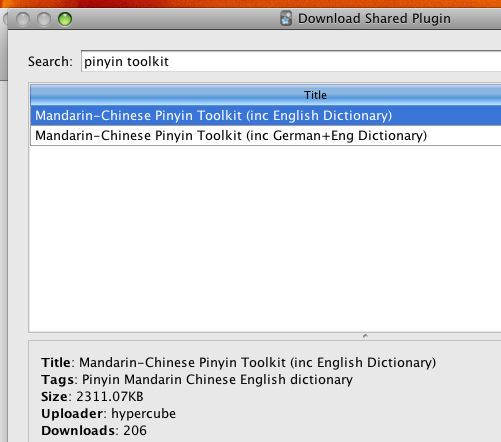 Download Shared Plugin
Search: pinyin toolkit
Title
Mandarin-Chinese Pinyin Toolkit (inc English Dictionary)
Mandarin-Chinese Pinyin Toolkit (inc German+Eng Dictionary)
Title: Mandarin-Chinese Pinyin Toolkit (inc English Dictionary)
Tags: Pinyin Mandarin Chinese English dictionary
Size: 2311.07KB
Uploader: hypercube
Downloads: 206